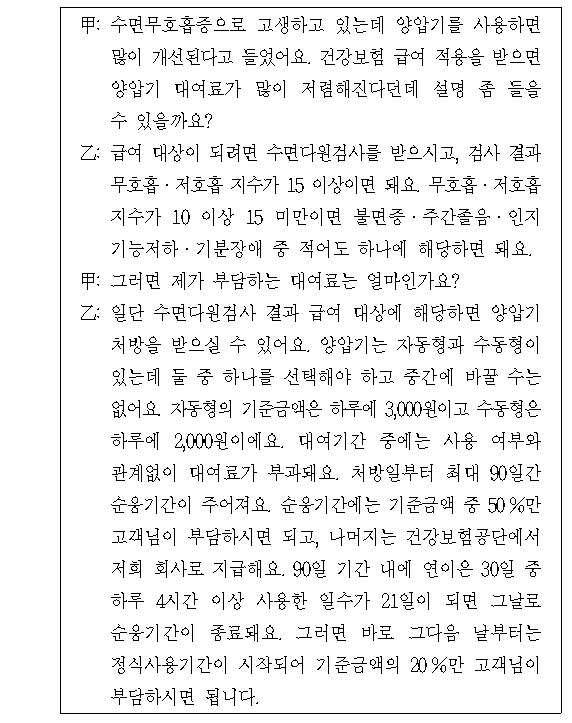 甲: 수면무호흡증으로 고생하고 있는데 양압기를 사용하면
많이 개선된다고 들었어요. 건강보험 급여 적용을 받으면
양압기 대여료가 많이 저렴해진다던데 설명 좀 들을
수 있을까요?
乙: 급여 대상이 되려면 수면다원검사를 받으시고, 검사 결과
무호흡·저호흡 지수가 15 이상이면 돼요. 무호흡·저호흡
지수가 10 이상 15 미만이면 불면증·주간졸음·인지
기능저하·기분장애 중 적어도 하나에 해당하면 돼요.
甲: 그러면 제가 부담하는 대여료는 얼마인가요?
乙: 일단 수면다원검사 결과 급여 대상에 해당하면 양압기
처방을 받으실 수 있어요. 양압기는 자동형과 수동형이
있는데 둘 중 하나를 선택해야 하고 중간에 바꿀 수는
없어요. 자동형의 기준금액은 하루에 3,000원이고 수동형은
하루에 2,000원이에요. 대여기간 중에는 사용 여부와
관계없이 대여료가 부과돼요. 처방일부터 최대 90일간
순응기간이 주어져요. 순응기간에는 기준금액 중 50%만
고객님이 부담하시면 되고, 나머지는 건강보험공단에서
저희 회사로 지급해요. 90일 기간 내에 연이은 30일 중
하루 4시간 이상 사용한 일수가 21일이 되면 그날로
순응기간이 종료돼요. 그러면 바로 그다음 날부터는
정식사용기간이 시작되어 기준금액의 20%만 고객님이
부담하시면 됩니다.